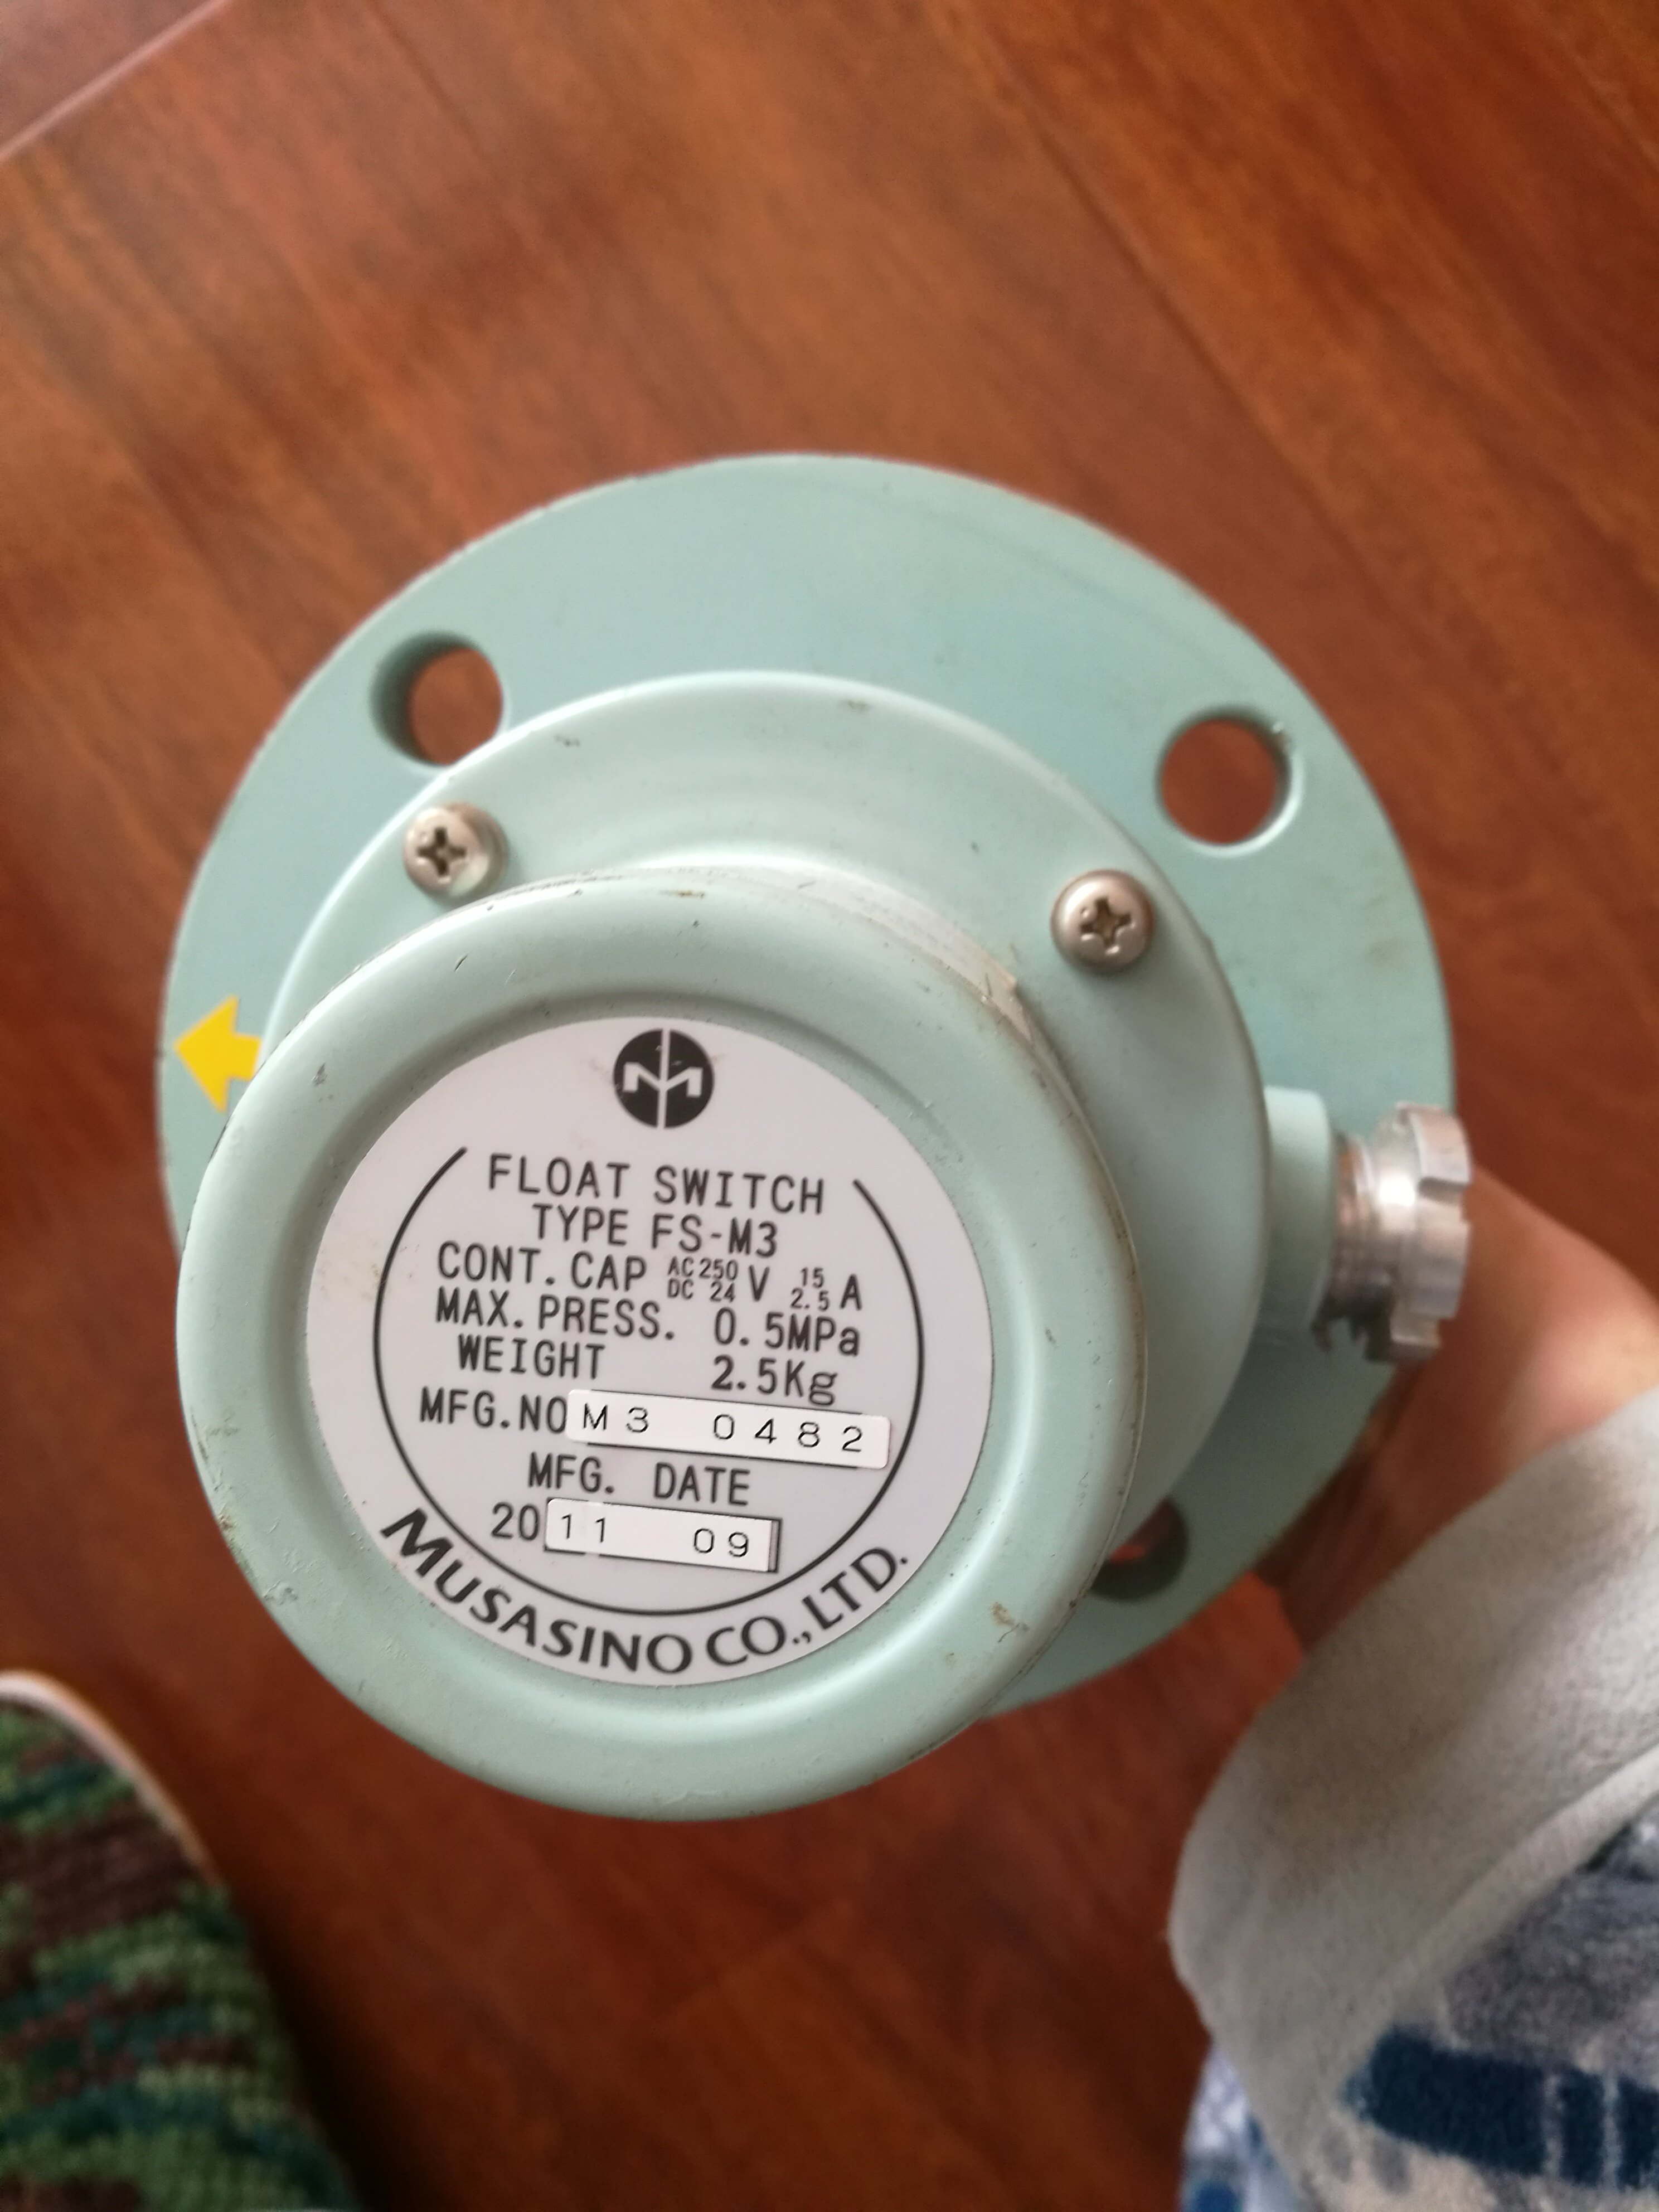 FLOAT SWITCH
TYPE FS-M3
CONT. CAP AC 250 DC 24 V 15 2.5 A
MAX. PRESS. 0.5MPa
WEIGHT 2.5Kg
MFG.NO M3 0482
MFG. DATE
2011 09
MUSASINO CO.,LTD.